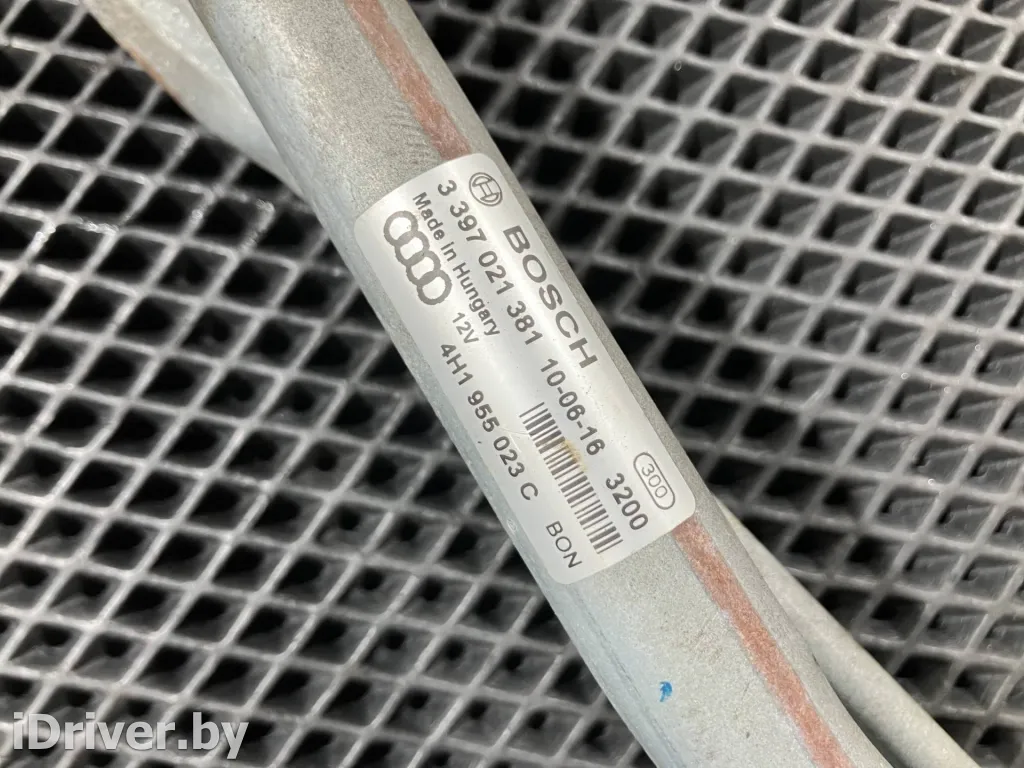 BOSCH
3 397 021 381 10-06-16 3200
Made in Hungary
300
12V
4H1 955 023 C BON
iDriver.by